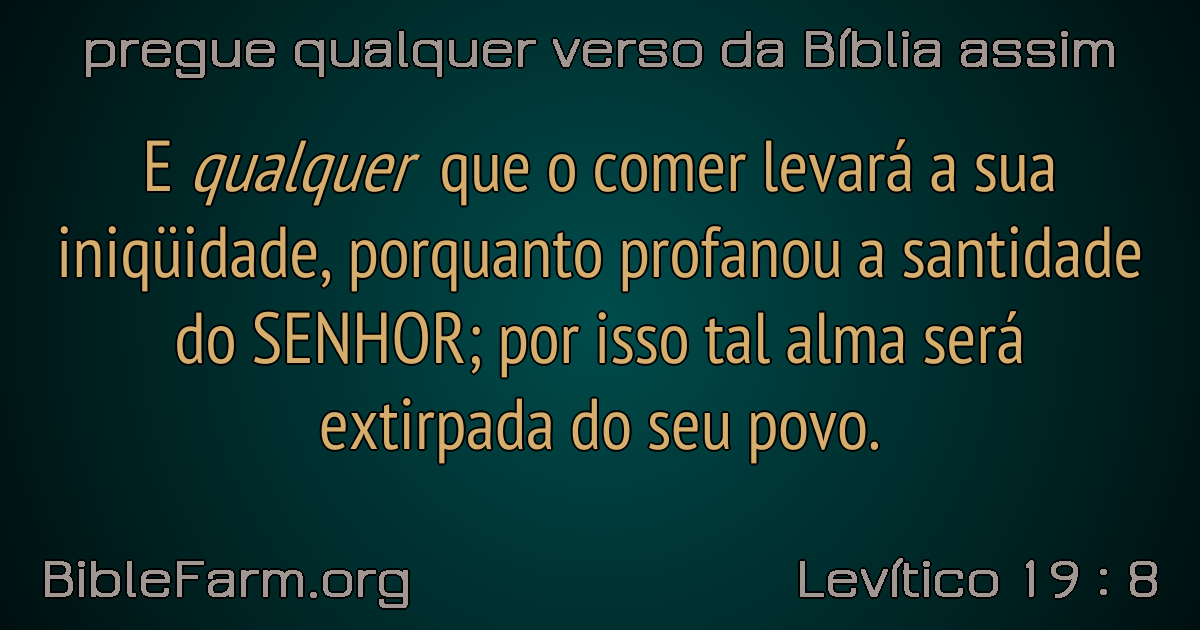 pregue qualquer verso da Bíblia assim
E qualquer que o comer levará a sua
iniqüidade, porquanto profanou a santidade
do SENHOR; por isso tal alma será
extirpada do seu povo.
BibleFarm.org
Levítico 19 : 8